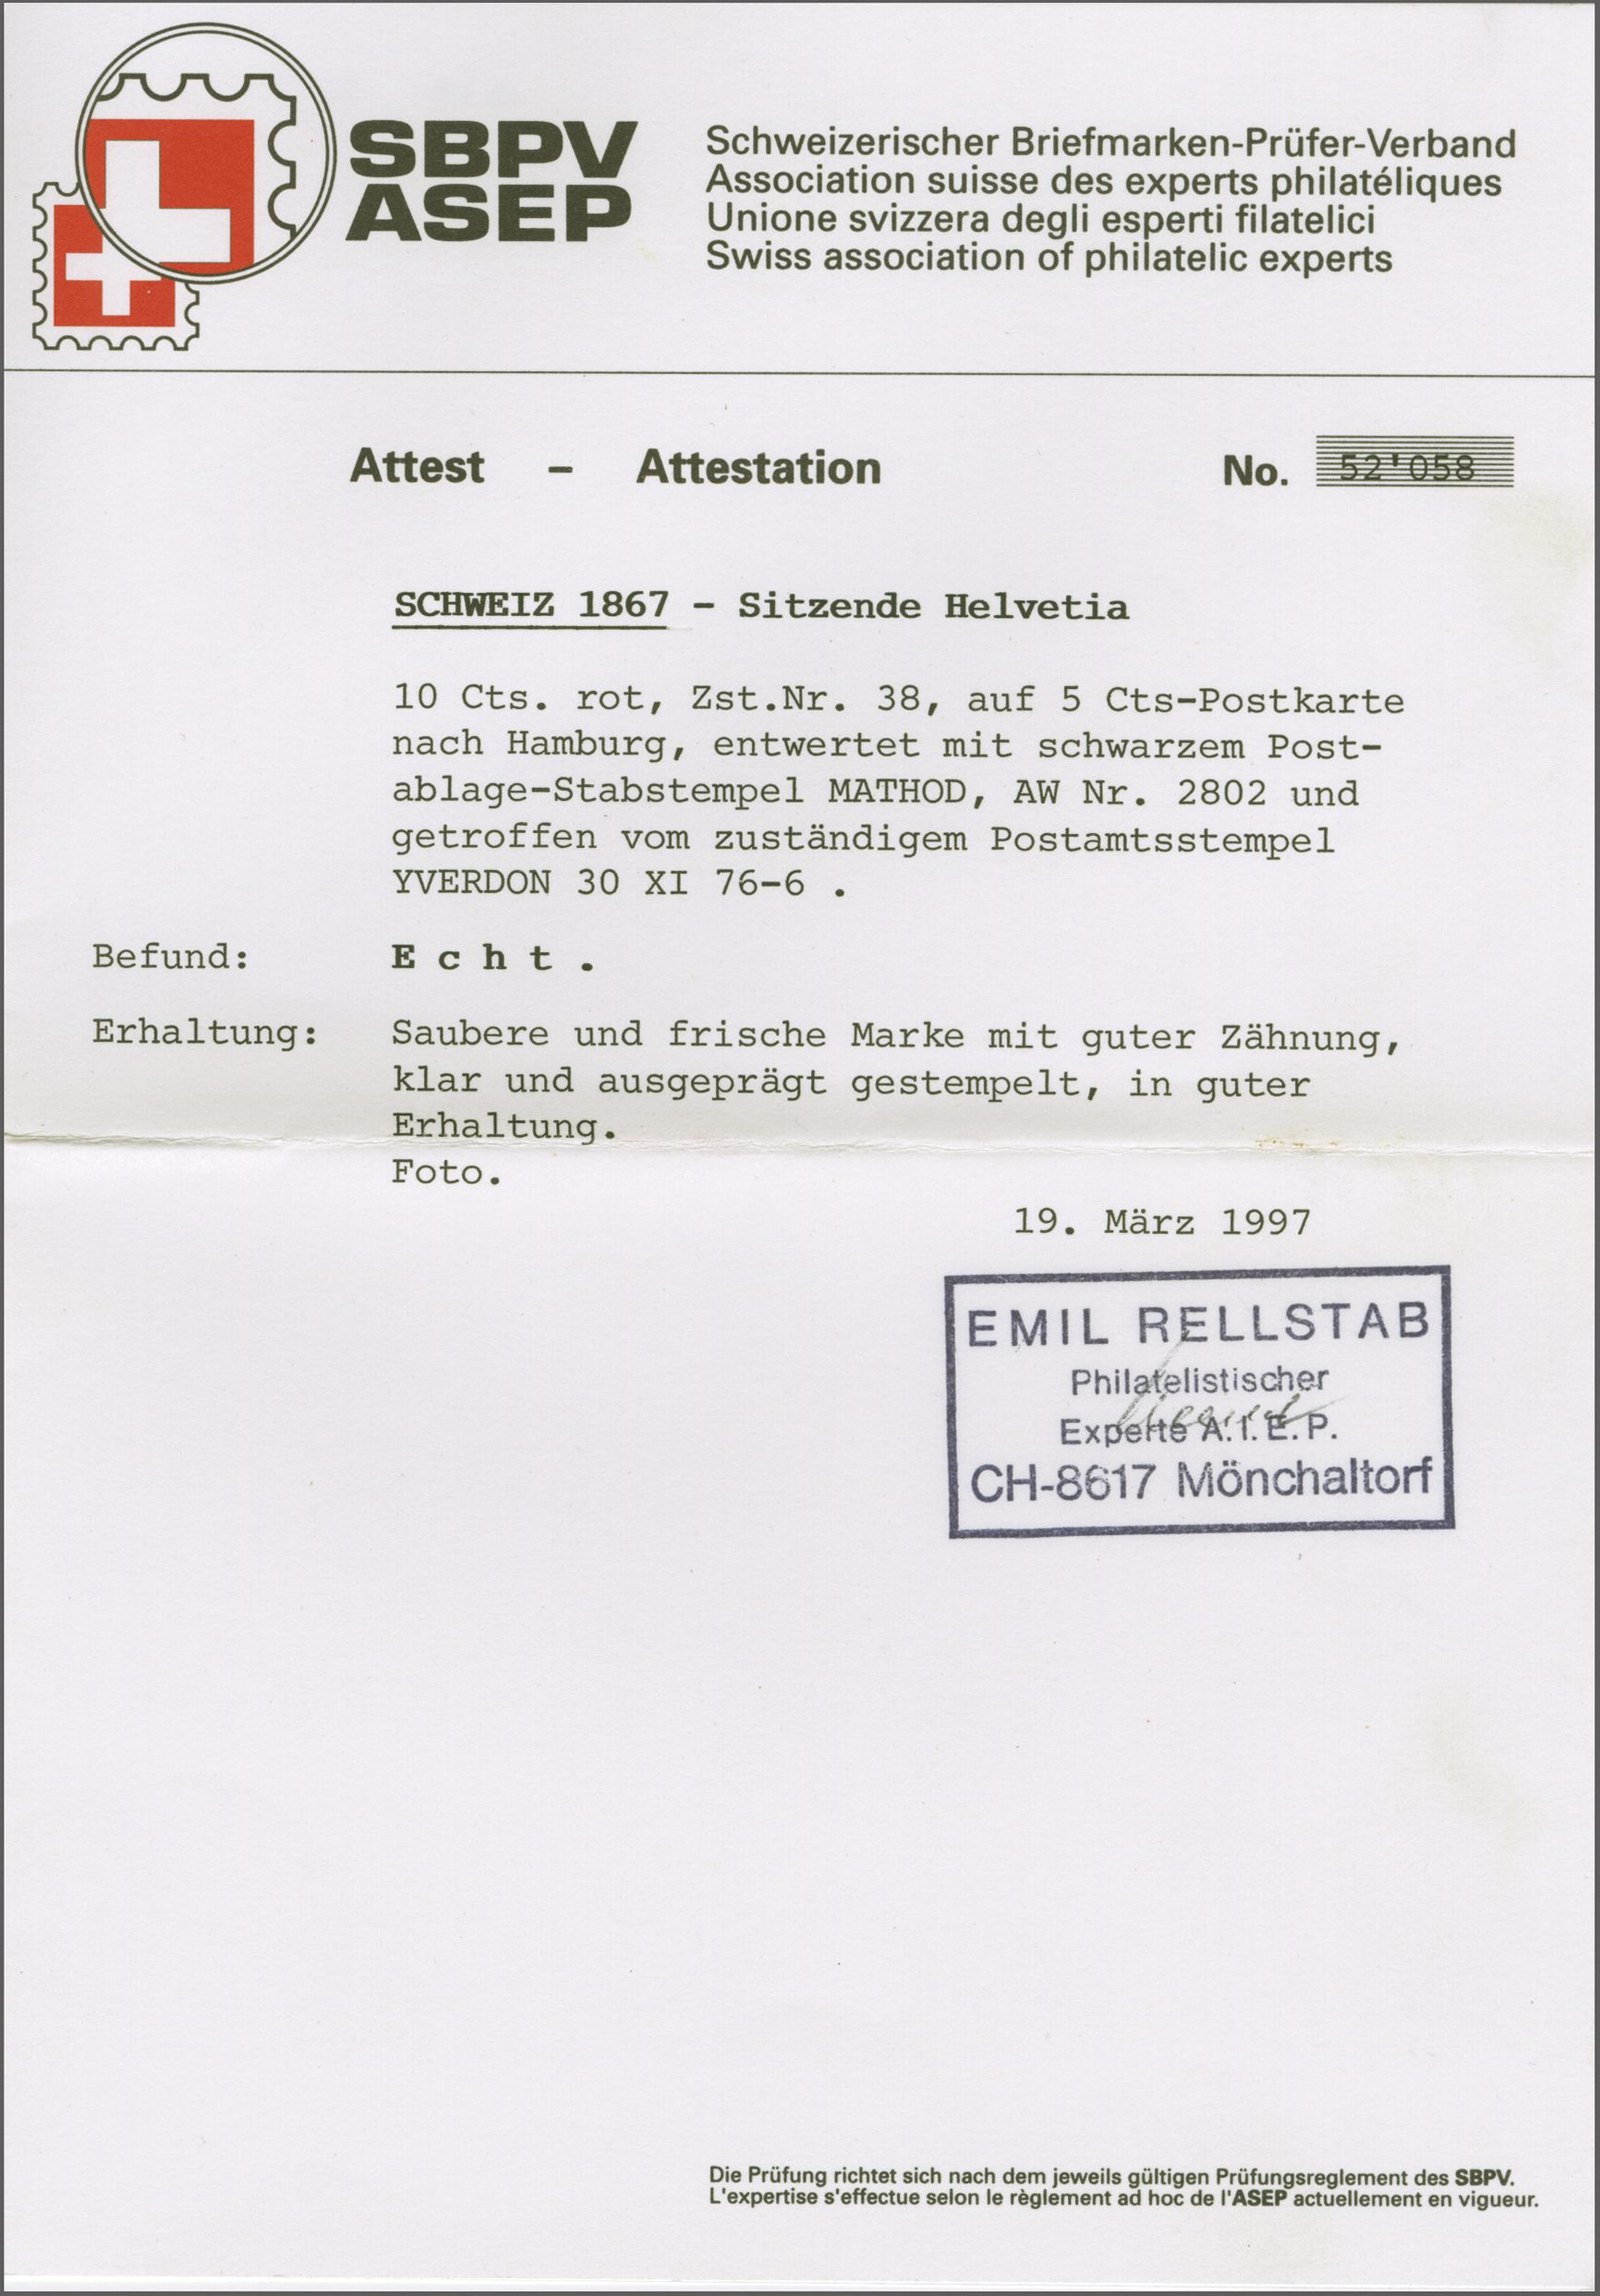 SBPV
ASEP
Schweizerischer Briefmarken-Prüfer-Verband
Association suisse des experts philatéliques
Unione svizzera degli esperti filatelici
Swiss association of philatelic experts
Attest – Attestation No. 52'058
SCHWEIZ 1867 - Sitzende Helvetia
10 Cts. rot, Zst.Nr. 38, auf 5 Cts-Postkarte
nach Hamburg, entwertet mit schwarzem Post-
ablage-Stabstempel MATHOD, AW Nr. 2802 und
getroffen vom zuständigem Postamtsstempel
YVERDON 30 XI 76-6 .
Befund: E c h t .
Erhaltung: Saubere und frische Marke mit guter Zähnung,
klar und ausgeprägt gestempelt, in guter
Erhaltung.
Foto.
19. März 1997
EMIL RELLSTAB
Philatelistischer
Experte A.I.E.P.
CH-8617 Mönchaltorf
Die Prüfung richtet sich nach dem jeweils gültigen Prüfungsreglement des SBPV.
L'expertise s'effectue selon le règlement ad hoc de l'ASEP actuellement en vigueur.